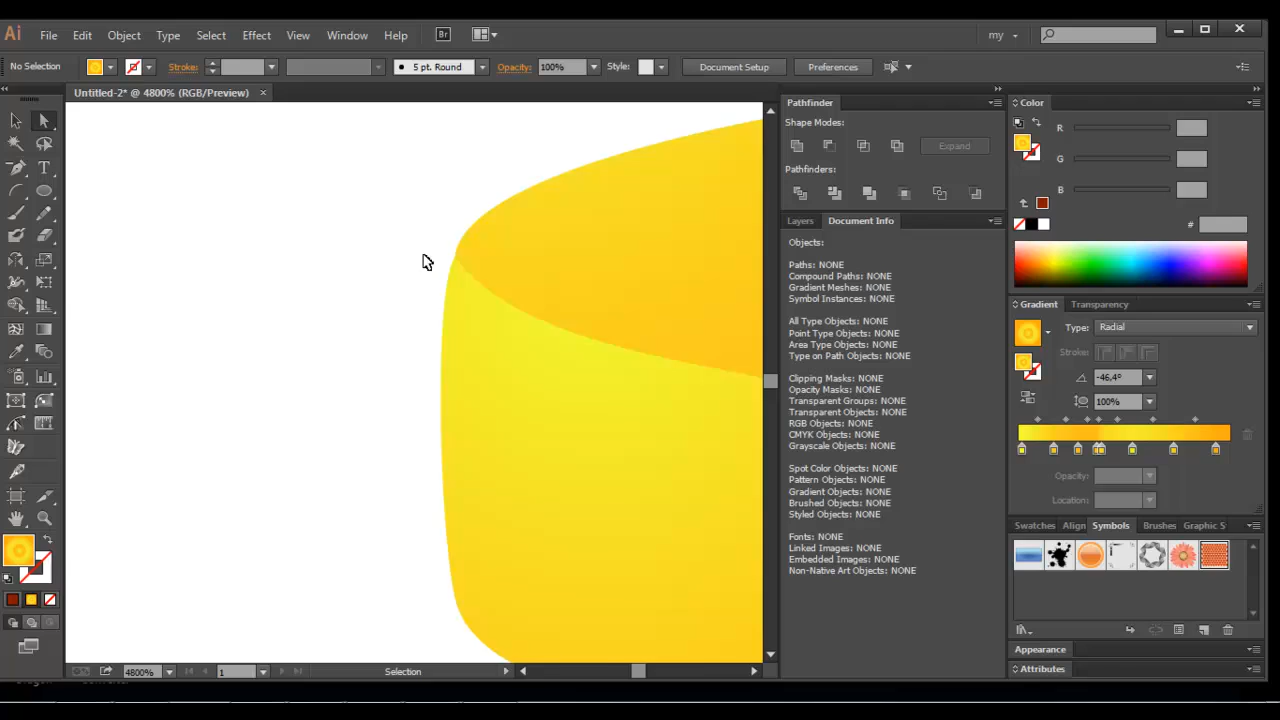 Ai File Edit Object Type Select Effect View Window Help Br my
No Selection Stroke: 5 pt. Round Opacity: 100% Style: Document Setup Preferences
Untitled-2* @ 4800% (RGB/Preview)
Pathfinder
Shape Modes:
Expand
Pathfinders:
Layers Document Info
Objects:
Paths: NONE
Compound Paths: NONE
Gradient Meshes: NONE
Symbol Instances: NONE
All Type Objects: NONE
Point Type Objects: NONE
Area Type Objects: NONE
Type on Path Objects: NONE
Clipping Masks: NONE
Opacity Masks: NONE
Transparent Groups: NONE
Transparent Objects: NONE
RGB Objects: NONE
CMYK Objects: NONE
Grayscale Objects: NONE
Spot Color Objects: NONE
Pattern Objects: NONE
Gradient Objects: NONE
Brushed Objects: NONE
Styled Objects: NONE
Fonts: NONE
Linked Images: NONE
Embedded Images: NONE
Non-Native Art Objects: NONE
Color
R
G
B
#
Gradient Transparency
Type: Radial
Stroke:
-46,4°
100%
Opacity:
Location:
Swatches Align Symbols Brushes Graphic S
Appearance
Attributes
4800% 1 Selection